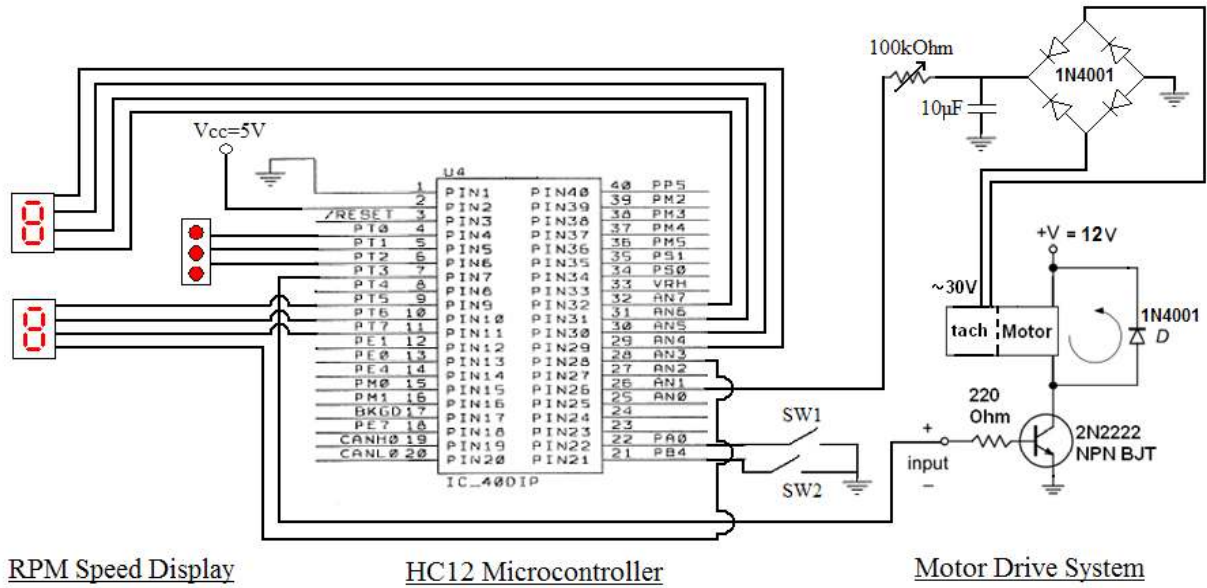 100kOhm
1N4001
10µF
Vcc=5V
U4
1 PIN1 PIN40 40 PP5
2 PIN2 PIN39 39 PM2
/RESET 3 PIN3 PIN38 38 PM3
PT0 4 PIN4 PIN37 37 PM4
PT1 5 PIN5 PIN36 36 PM5
PT2 6 PIN6 PIN35 35 PS1
PT3 7 PIN7 PIN34 34 PS0
PT4 8 PIN8 PIN33 33 VRH
PT5 9 PIN9 PIN32 32 AN7
PT6 10 PIN10 PIN31 31 AN6
PT7 11 PIN11 PIN30 30 AN5
PE1 12 PIN12 PIN29 29 AN4
PE0 13 PIN13 PIN28 28 AN3
PE4 14 PIN14 PIN27 27 AN2
PM0 15 PIN15 PIN26 26 AN1
PM1 16 PIN16 PIN25 25 AN0
BKGD 17 PIN17 PIN24 24
PE7 18 PIN18 PIN23 23
CANH0 19 PIN19 PIN22 22 PA0
CANL0 20 PIN20 PIN21 21 PB4
IC_40DIP
8
8
SW1
SW2
+V = 12V
~30V
tach Motor
1N4001
D
220
Ohm
2N2222
NPN BJT
+
input
–
RPM Speed Display
HC12 Microcontroller
Motor Drive System